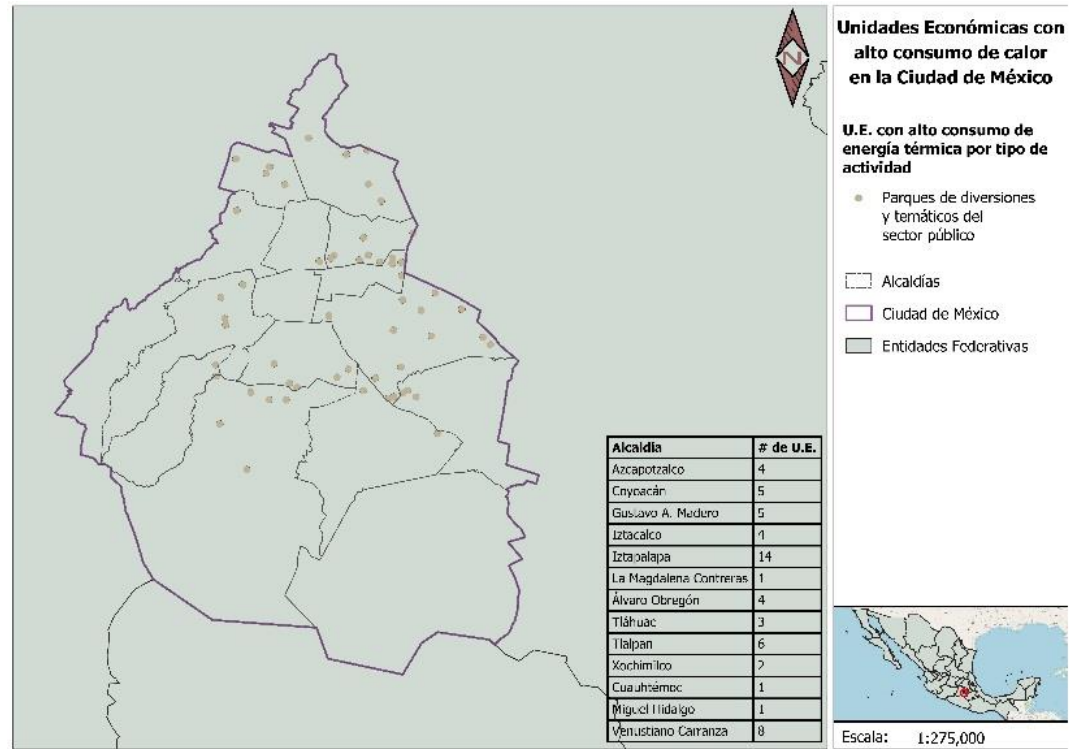 N
Unidades Económicas con
alto consumo de calor
en la Ciudad de México
U.E. con alto consumo de
energía térmica por tipo de
actividad
Parques de diversiones
y temáticos del
sector público
Alcaldías
Ciudad de México
Entidades Federativas
Alcaldía # de U.E.
Azcapotzalco 4
Coyoacán 5
Gustavo A. Madero 5
Iztacalco 4
Iztapalapa 14
La Magdalena Contreras 1
Álvaro Obregón 4
Tláhuac 3
Tlalpan 6
Xochimilco 2
Cuauhtémoc 1
Miguel Hidalgo 1
Venustiano Carranza 8
Escala: 1:275,000